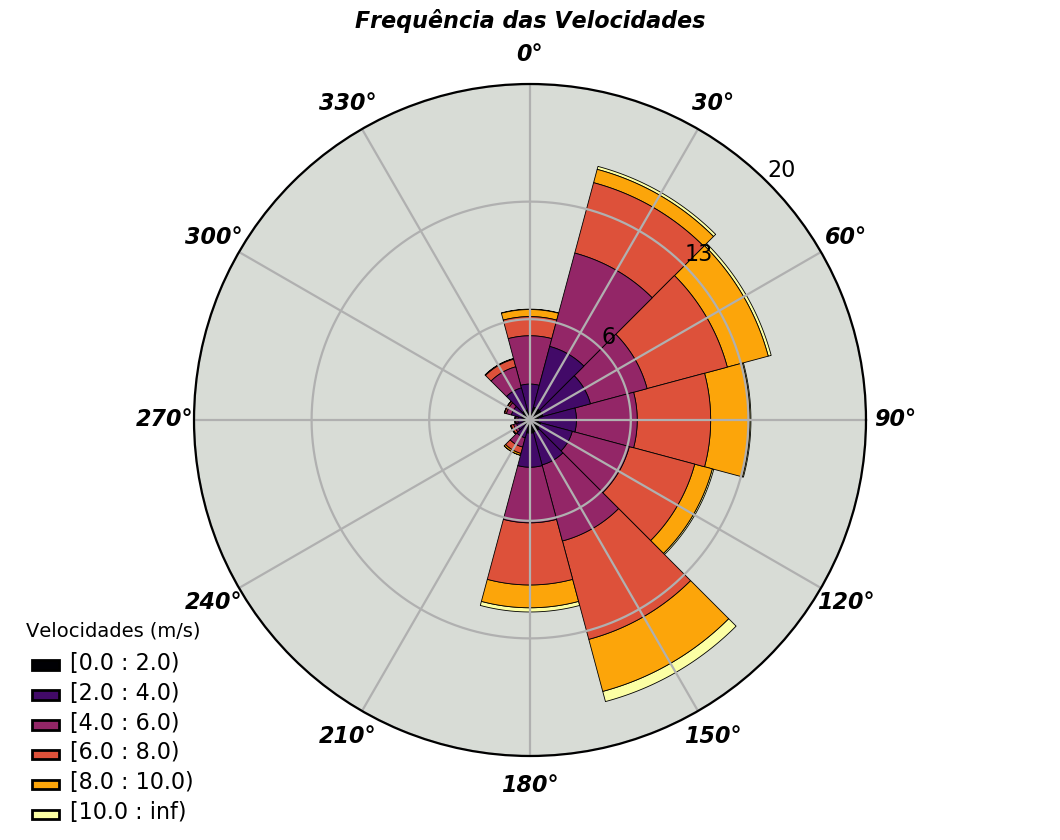 Frequência das Velocidades
0°
330°
30°
20
300°
60°
13
6
270°
90°
240°
120°
210°
150°
180°
Velocidades (m/s)
[0.0 : 2.0)
[2.0 : 4.0)
[4.0 : 6.0)
[6.0 : 8.0)
[8.0 : 10.0)
[10.0 : inf)